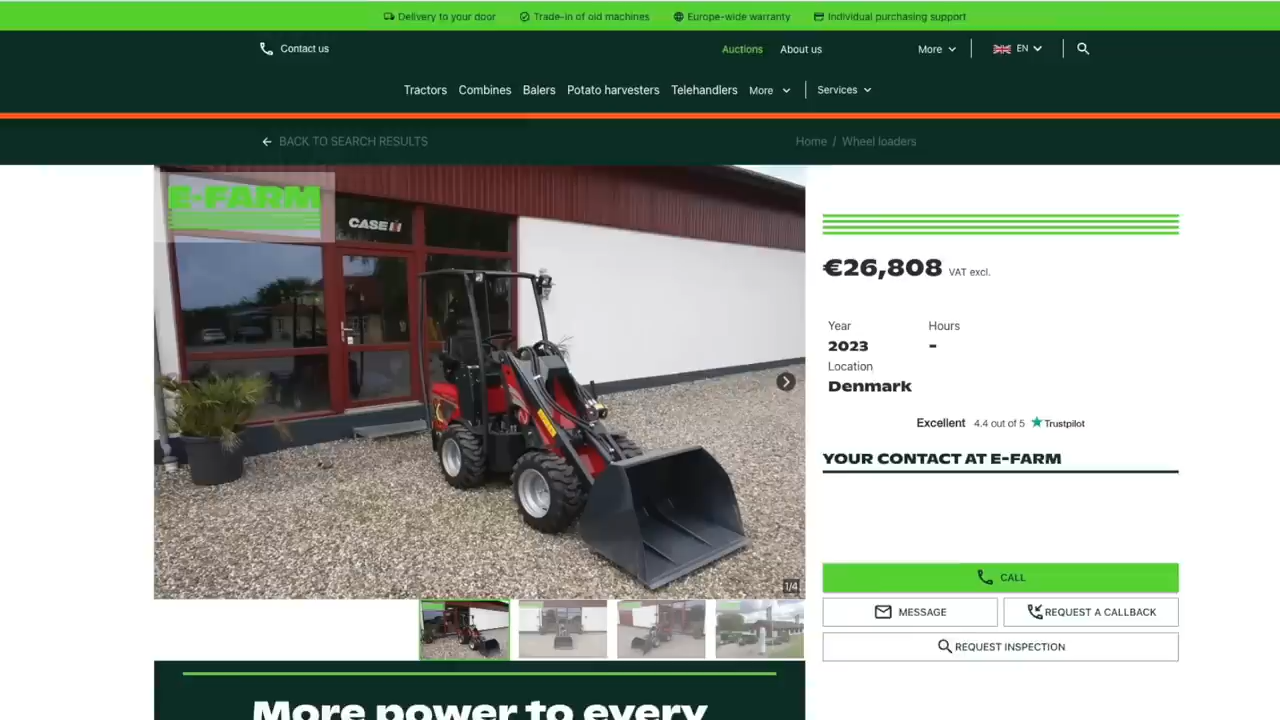 Delivery to your door Trade-in of old machines Europe-wide warranty Individual purchasing support
Contact us Auctions About us More EN
Tractors Combines Balers Potato harvesters Telehandlers More Services
BACK TO SEARCH RESULTS Home / Wheel loaders
E-FARM
CASE IH
€26,808 VAT excl.
Year Hours
2023 -
Location
Denmark
Excellent 4.4 out of 5 Trustpilot
YOUR CONTACT AT E-FARM
CALL
1/4
MESSAGE REQUEST A CALLBACK
REQUEST INSPECTION
More power to every